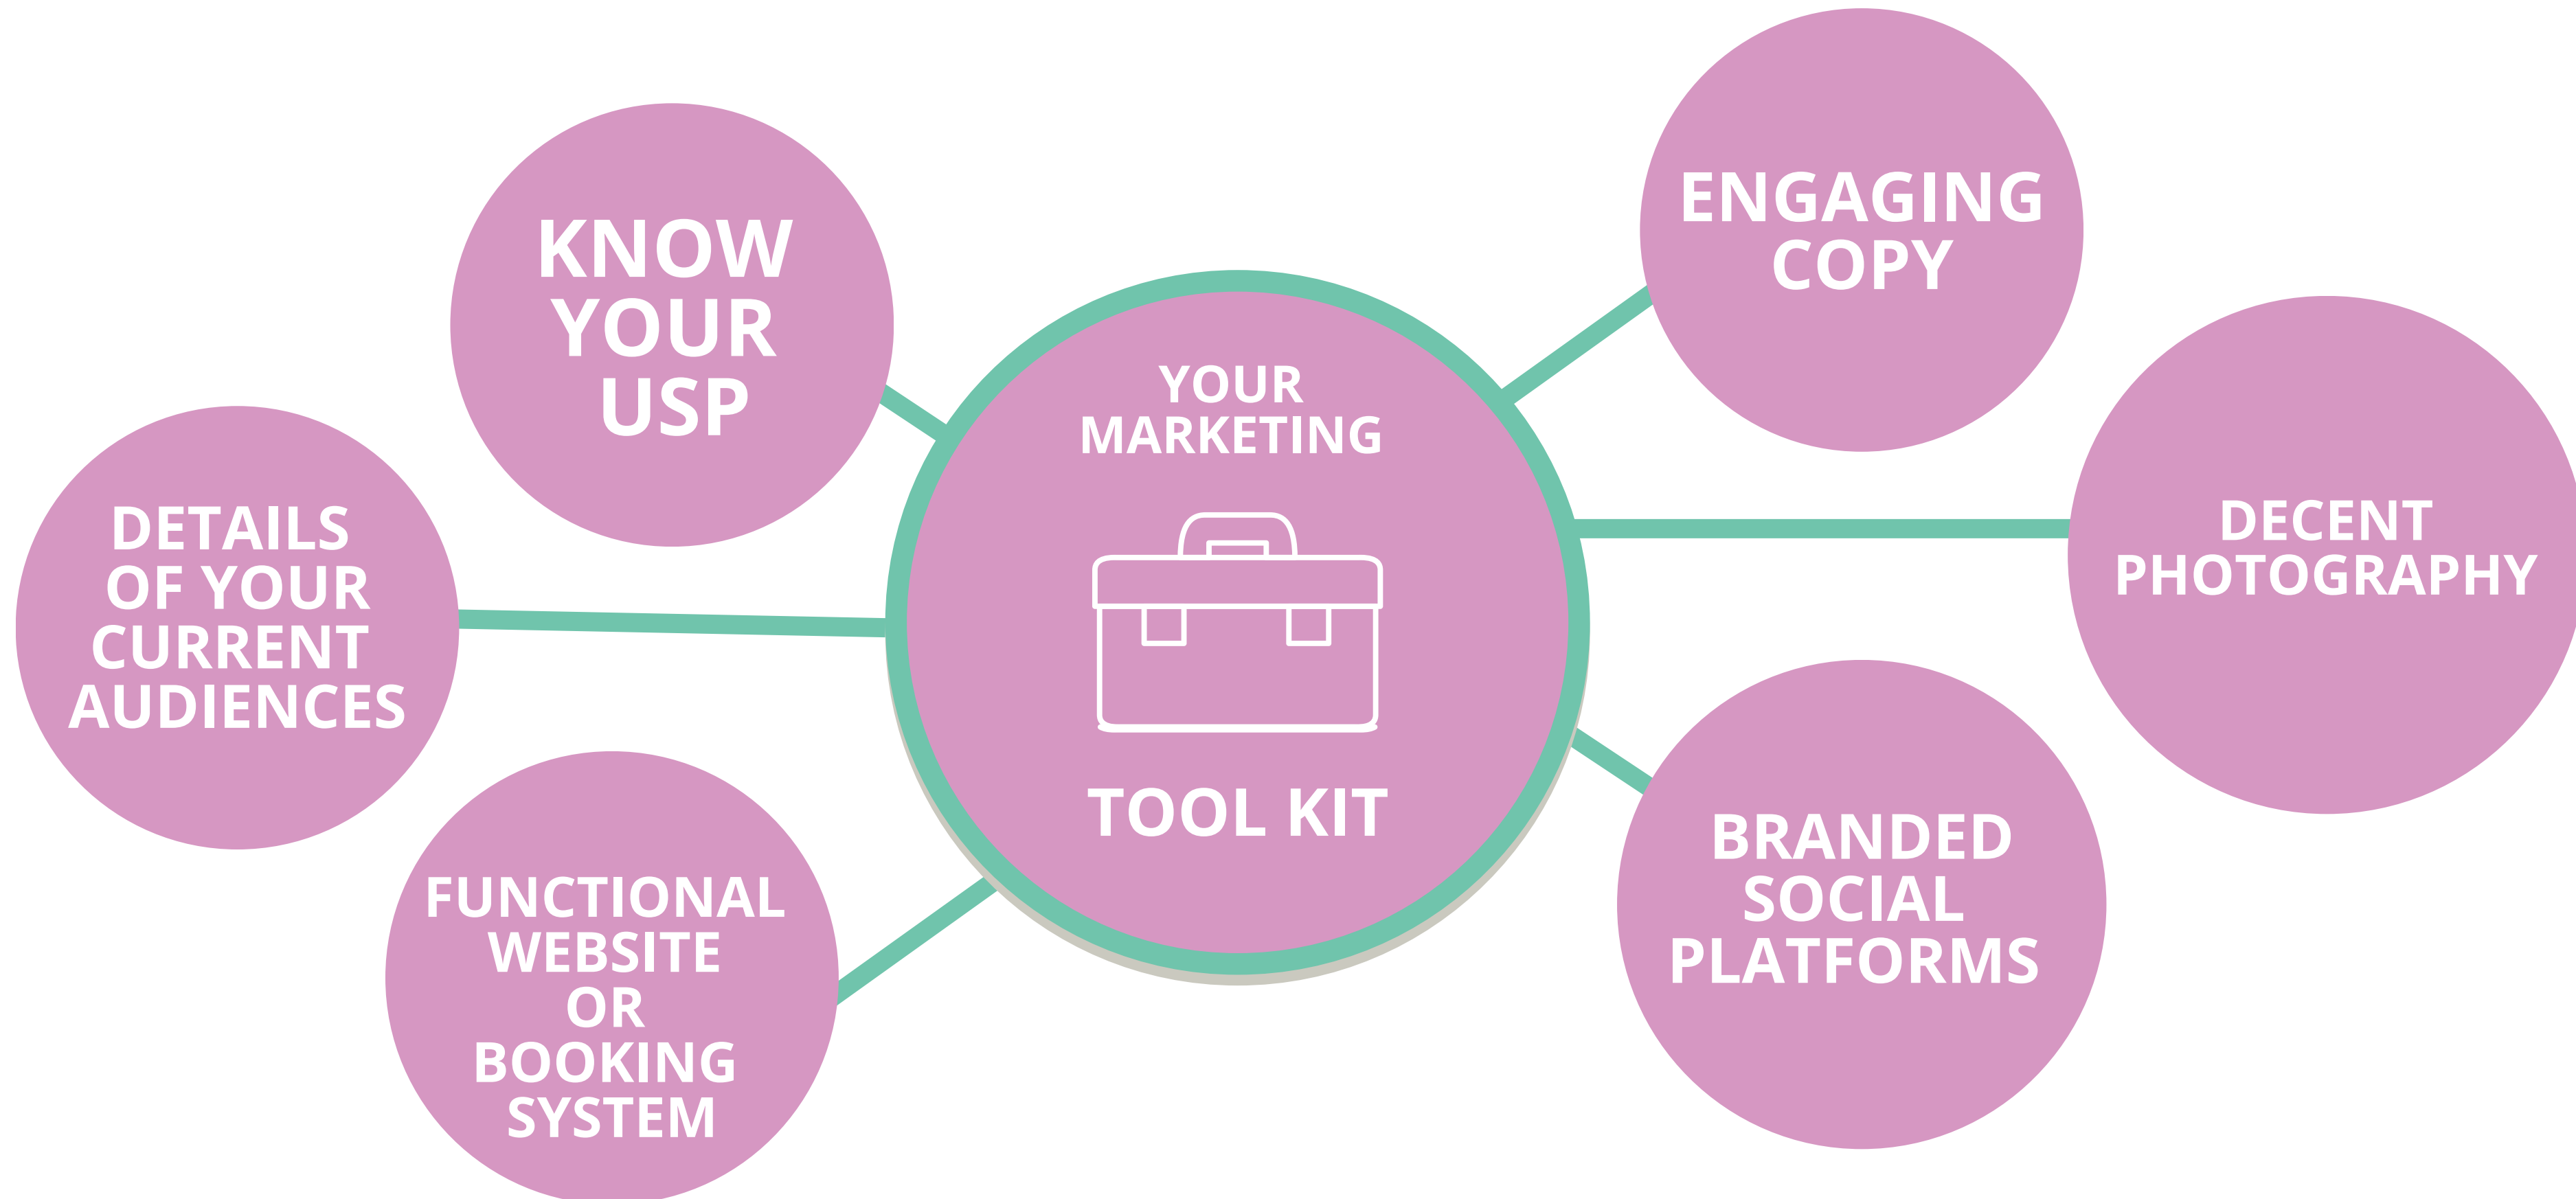 KNOW
YOUR
USP
DETAILS
OF YOUR
CURRENT
AUDIENCES
FUNCTIONAL
WEBSITE
OR
BOOKING
SYSTEM
YOUR
MARKETING
TOOL KIT
ENGAGING
COPY
DECENT
PHOTOGRAPHY
BRANDED
SOCIAL
PLATFORMS